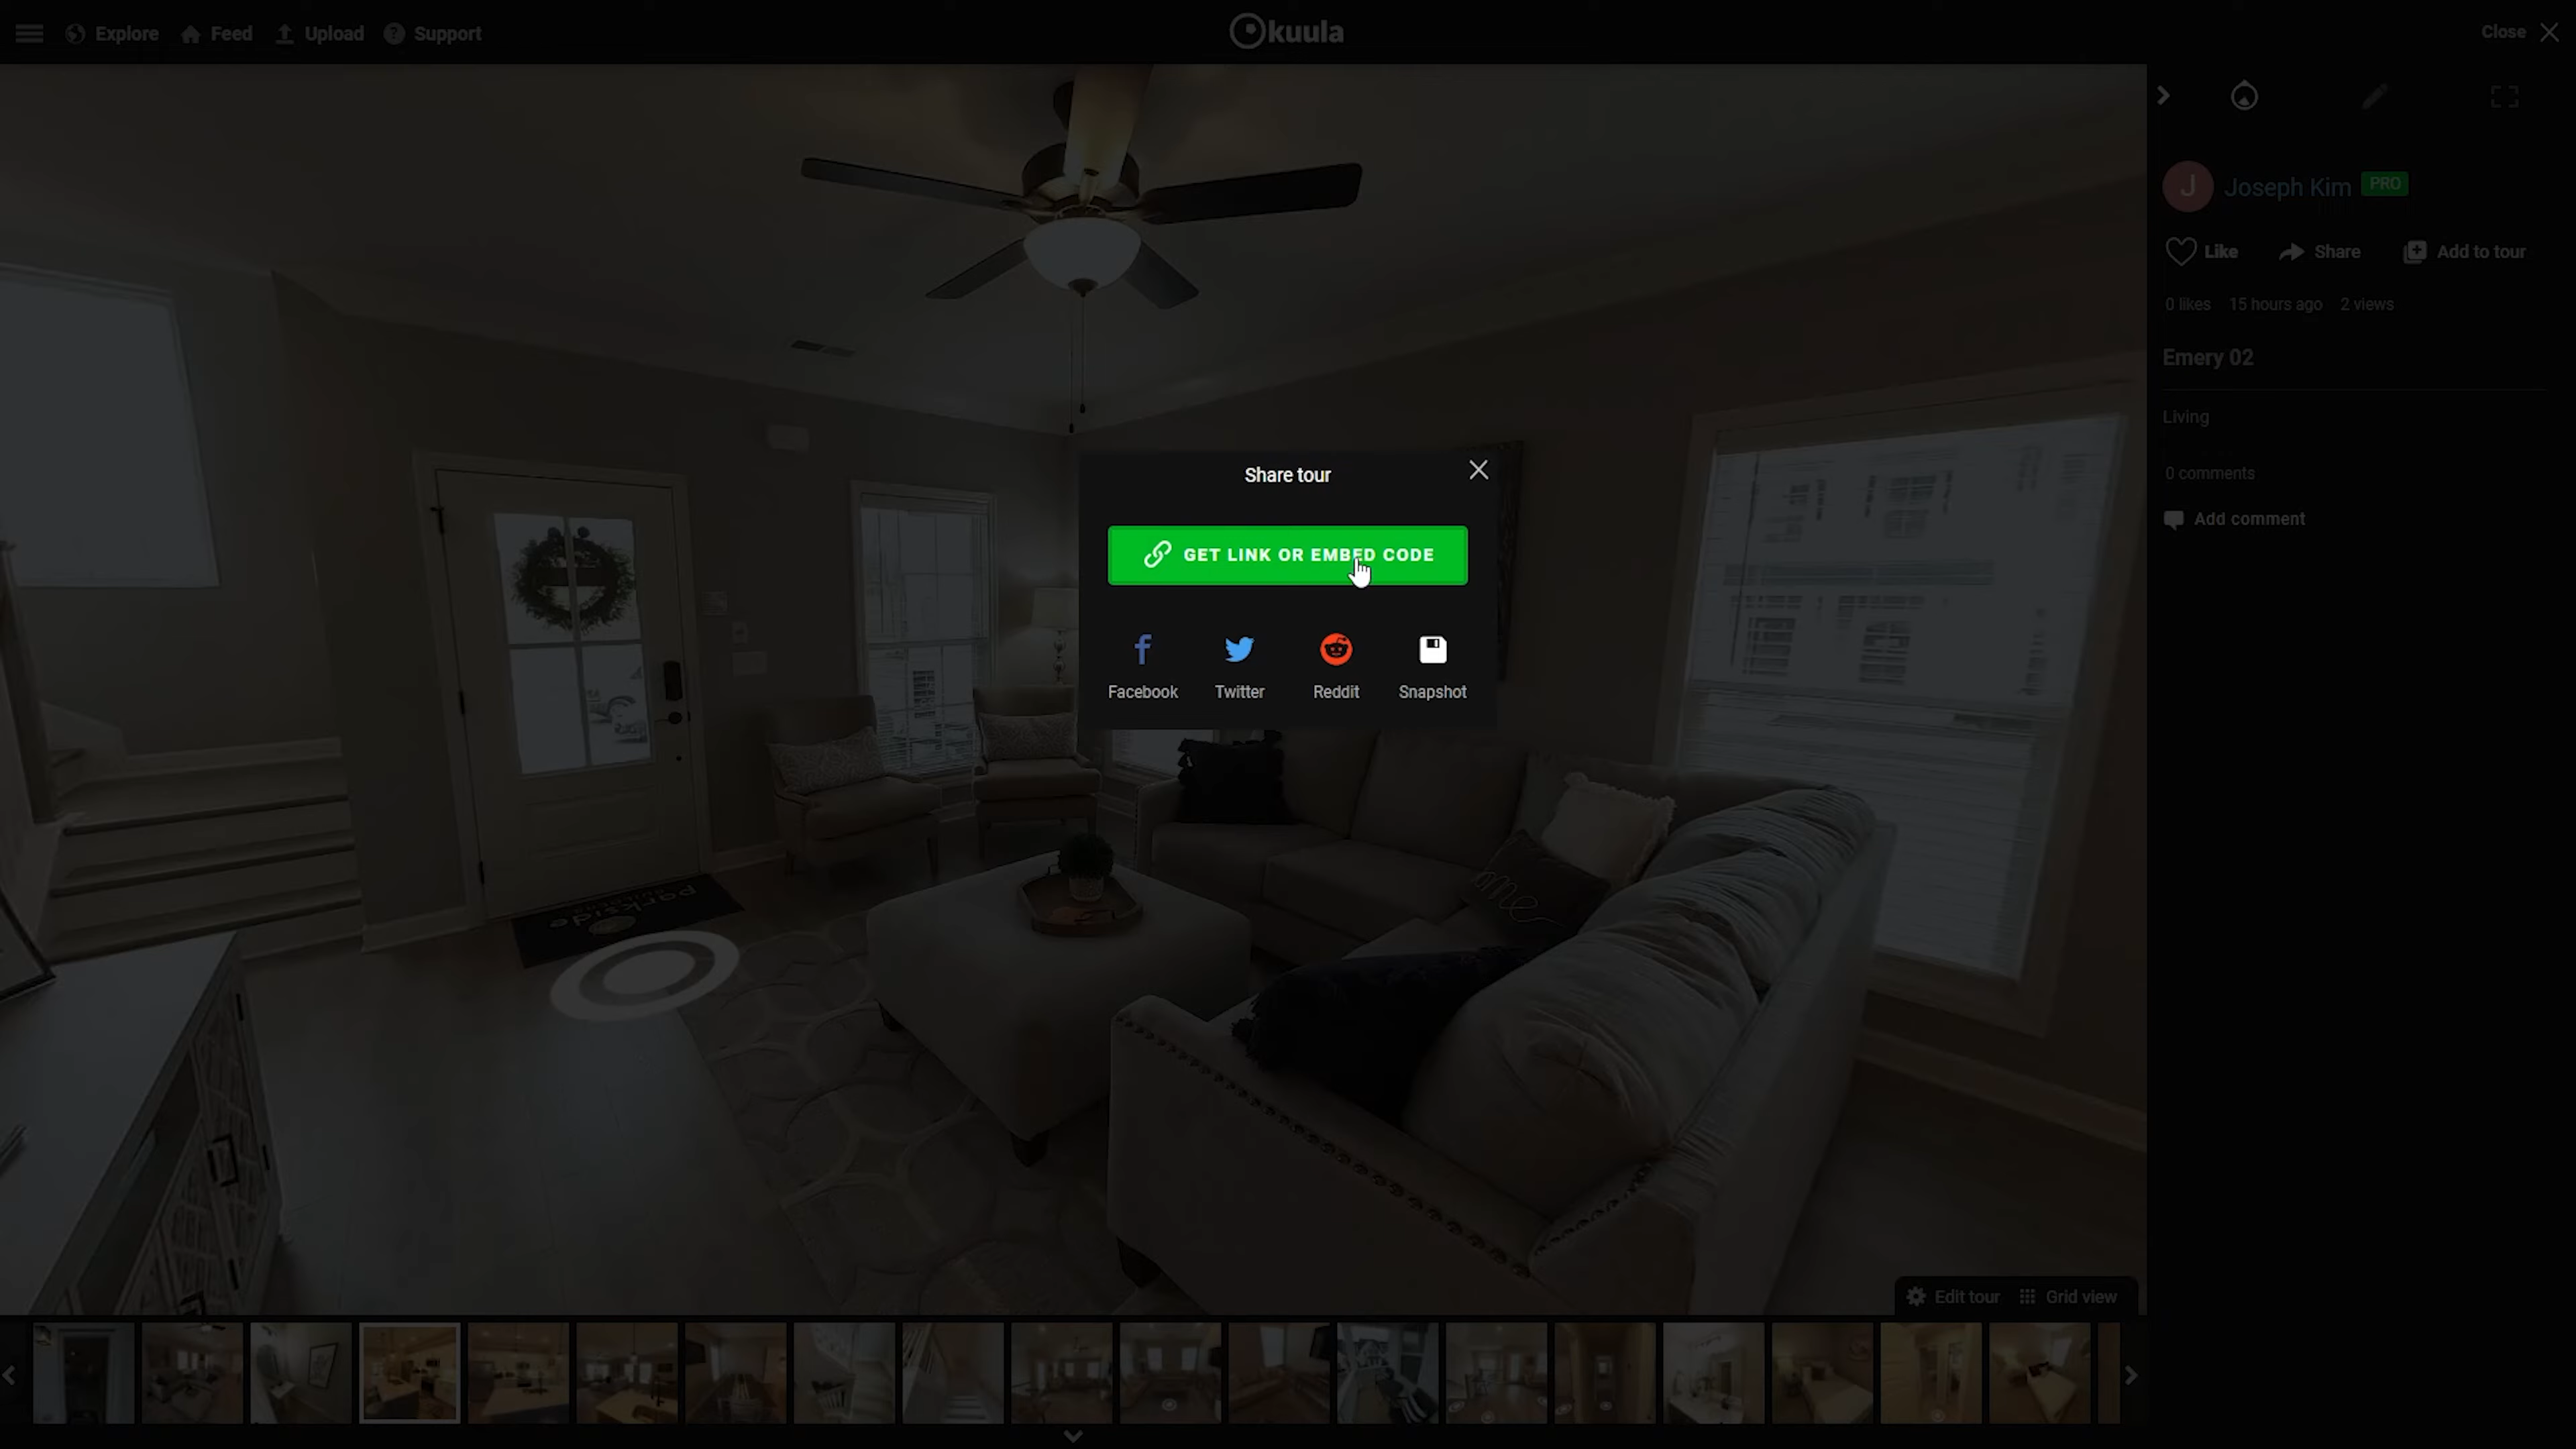 Explore Feed Upload Support
kuula
Close
J Joseph Kim PRO
Like Share Add to tour
0 likes 15 hours ago 2 views
Emery 02
Living
0 comments
Add comment
Share tour
GET LINK OR EMBED CODE
Facebook Twitter Reddit Snapshot
parkside
ome
Edit tour Grid view